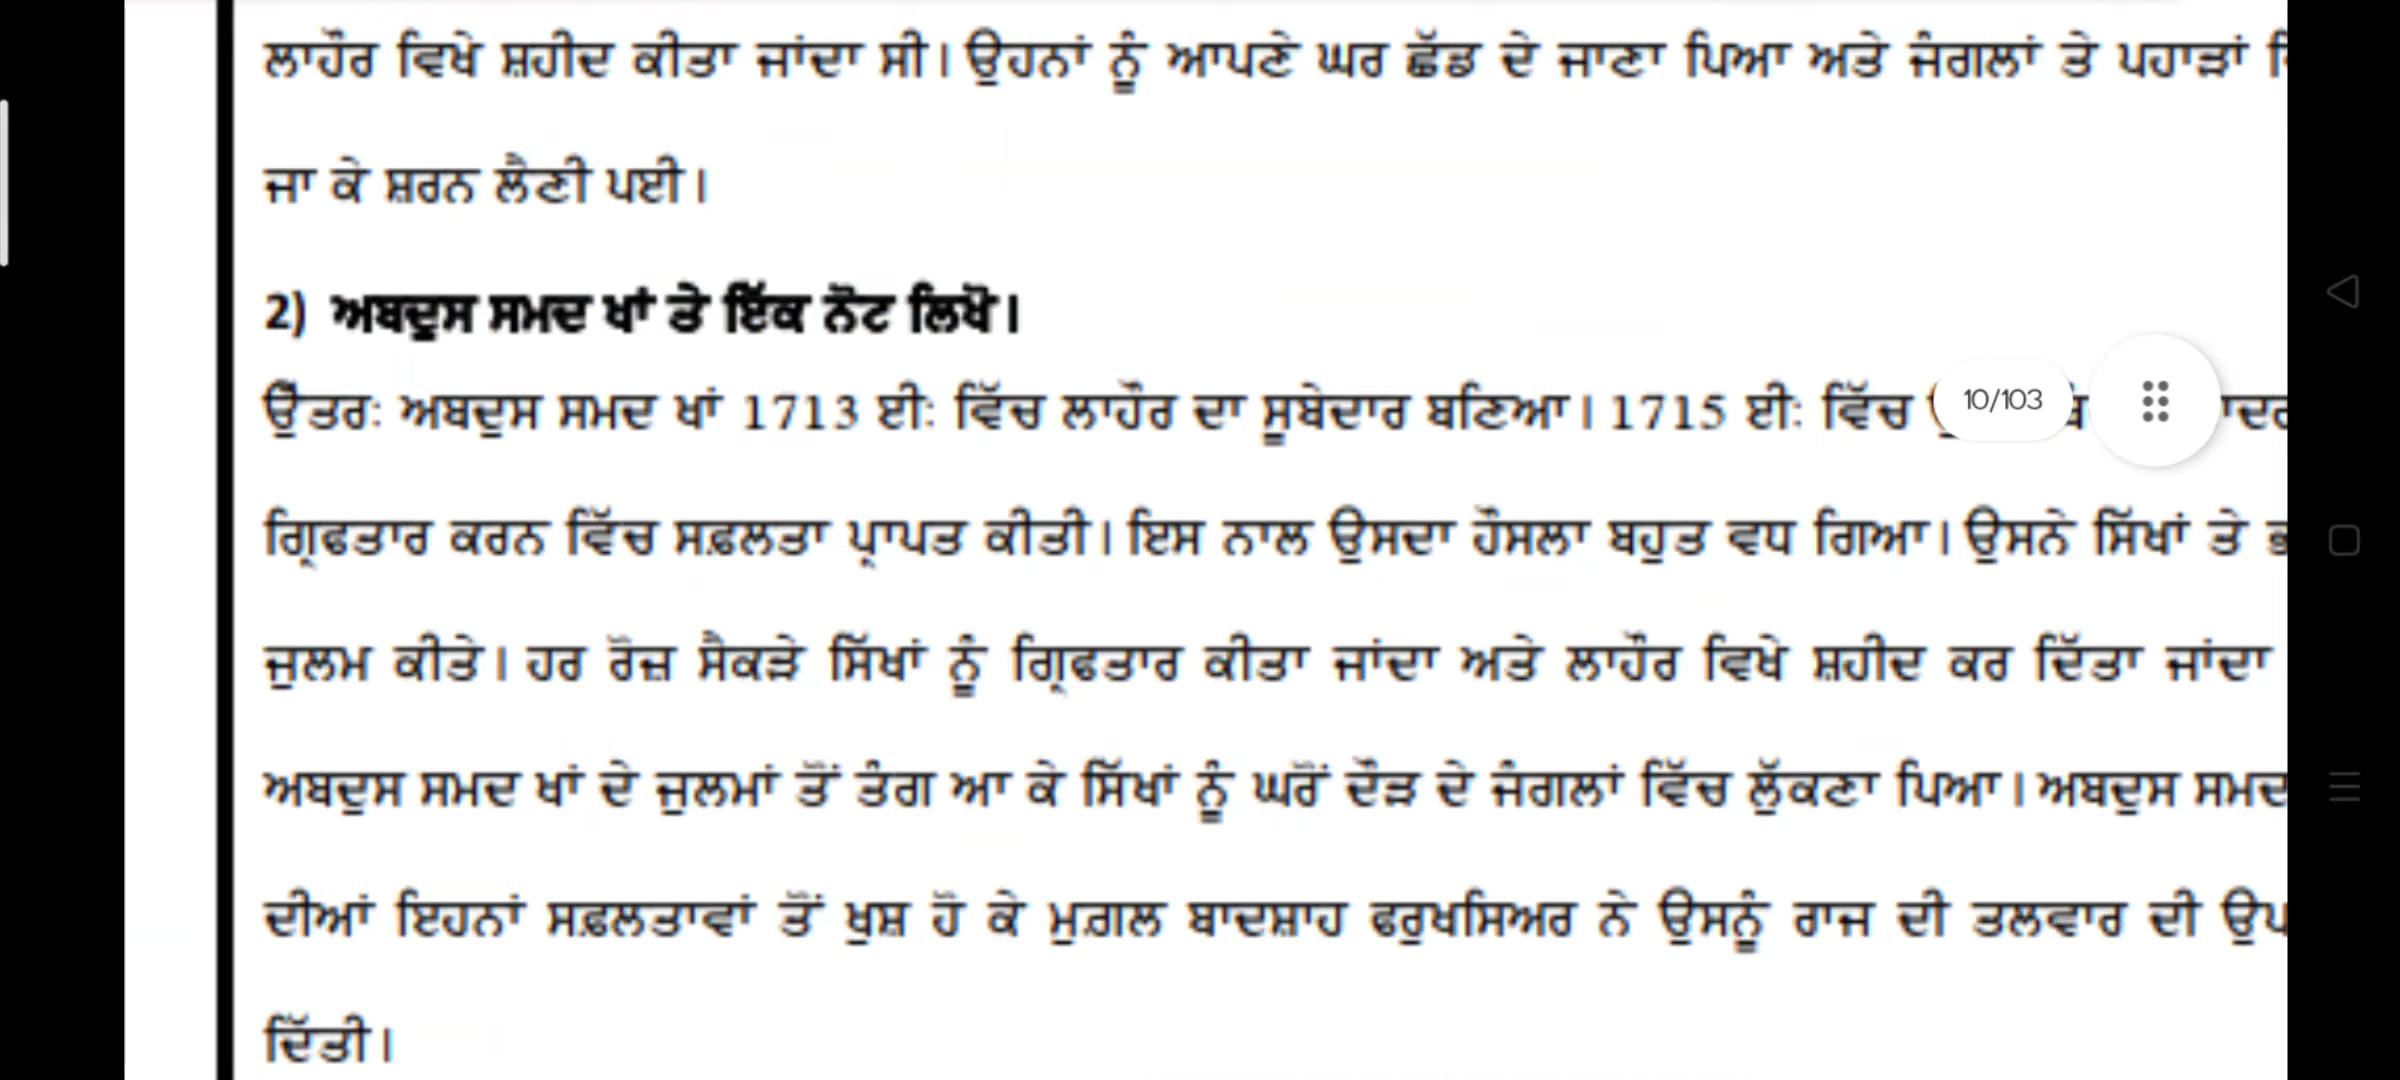 ਲਾਹੌਰ ਵਿਖੇ ਸ਼ਹੀਦ ਕੀਤਾ ਜਾਂਦਾ ਸੀ। ਉਹਨਾਂ ਨੂੰ ਆਪਣੇ ਘਰ ਛੱਡ ਦੇ ਜਾਣਾ ਪਿਆ ਅਤੇ ਜੰਗਲਾਂ ਤੇ ਪਹਾੜਾਂ
ਜਾ ਕੇ ਸ਼ਰਨ ਲੈਣੀ ਪਈ।
2) ਅਬਦੁਸ ਸਮਦ ਖਾਂ ਤੇ ਇੱਕ ਨੋਟ ਲਿਖੋ।
ਉੱਤਰ: ਅਬਦੁਸ ਸਮਦ ਖਾਂ 1713 ਈ: ਵਿੱਚ ਲਾਹੌਰ ਦਾ ਸੂਬੇਦਾਰ ਬਣਿਆ। 1715 ਈ: ਵਿੱਚ
10/103
ਗ੍ਰਿਫਤਾਰ ਕਰਨ ਵਿੱਚ ਸਫ਼ਲਤਾ ਪ੍ਰਾਪਤ ਕੀਤੀ। ਇਸ ਨਾਲ ਉਸਦਾ ਹੌਸਲਾ ਬਹੁਤ ਵਧ ਗਿਆ। ਉਸਨੇ ਸਿੱਖਾਂ ਤੇ
ਜੁਲਮ ਕੀਤੇ। ਹਰ ਰੋਜ਼ ਸੈਕੜੇ ਸਿੱਖਾਂ ਨੂੰ ਗ੍ਰਿਫਤਾਰ ਕੀਤਾ ਜਾਂਦਾ ਅਤੇ ਲਾਹੌਰ ਵਿਖੇ ਸ਼ਹੀਦ ਕਰ ਦਿੱਤਾ ਜਾਂਦਾ
ਅਬਦੁਸ ਸਮਦ ਖਾਂ ਦੇ ਜੁਲਮਾਂ ਤੋਂ ਤੰਗ ਆ ਕੇ ਸਿੱਖਾਂ ਨੂੰ ਘਰੋਂ ਦੌੜ ਦੇ ਜੰਗਲਾਂ ਵਿੱਚ ਲੁੱਕਣਾ ਪਿਆ। ਅਬਦੁਸ ਸਮਦ
ਦੀਆਂ ਇਹਨਾਂ ਸਫ਼ਲਤਾਵਾਂ ਤੋਂ ਖੁਸ਼ ਹੋ ਕੇ ਮੁਗ਼ਲ ਬਾਦਸ਼ਾਹ ਫਰੁਖਸਿਅਰ ਨੇ ਉਸਨੂੰ ਰਾਜ ਦੀ ਤਲਵਾਰ ਦੀ
ਦਿੱਤੀ।